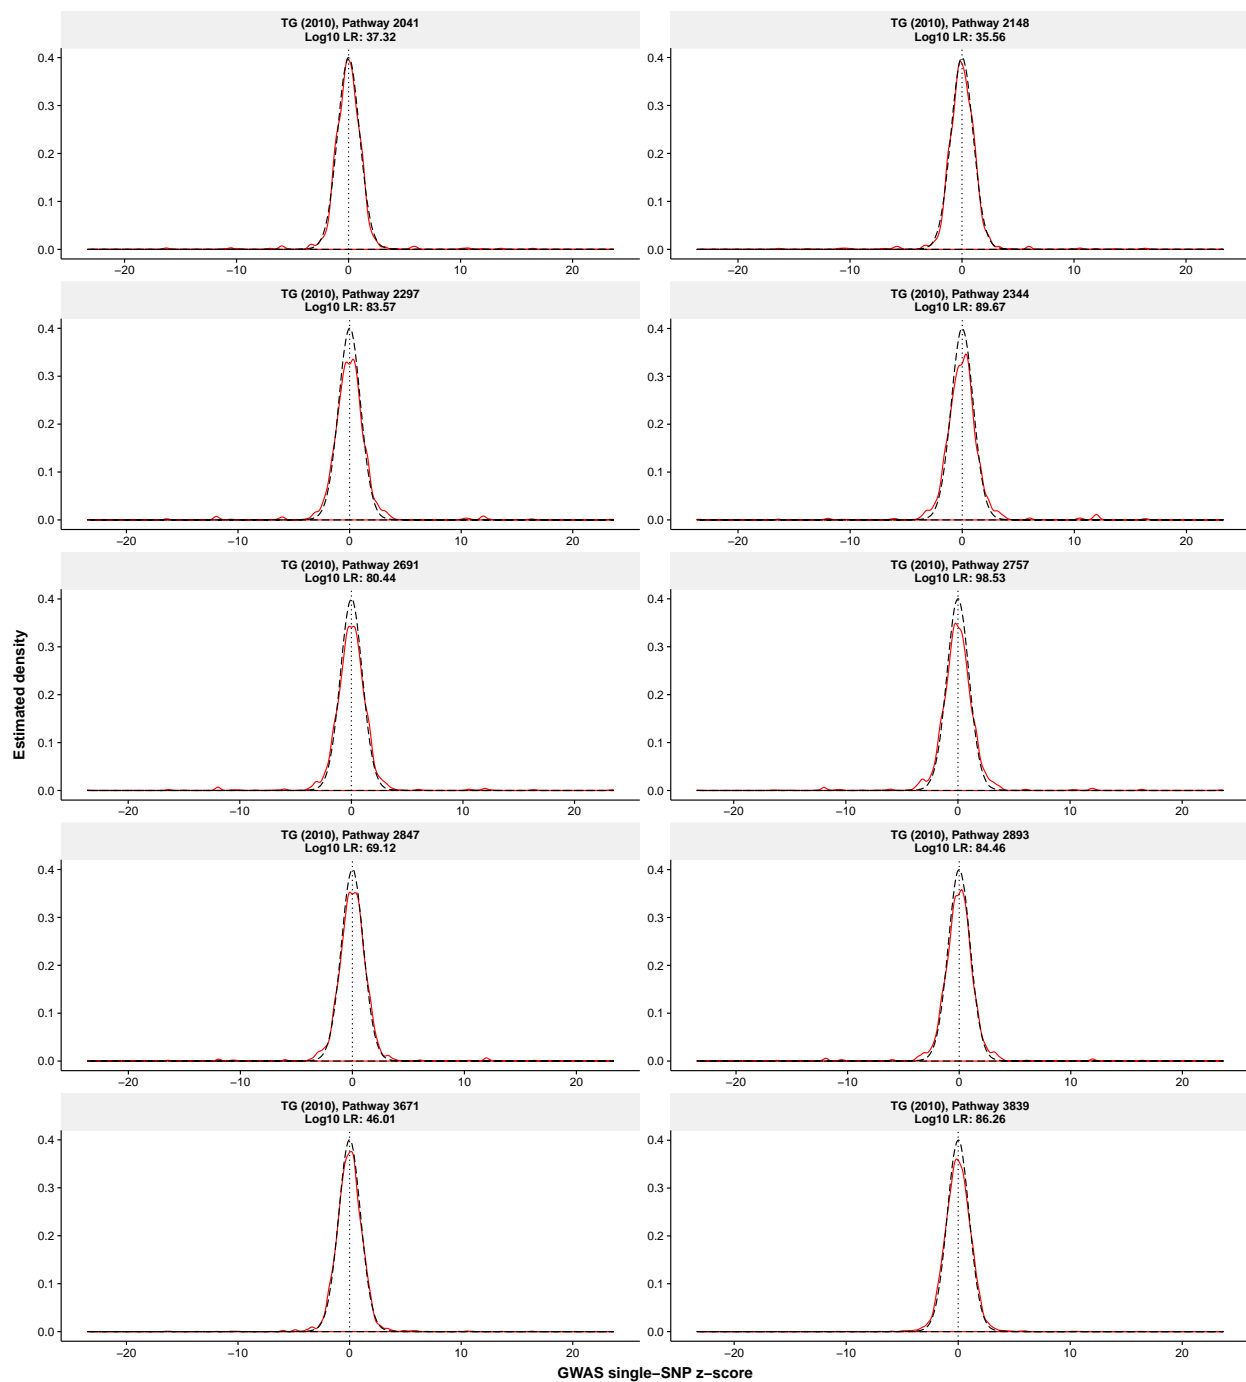 TG (2010), Pathway 2041
Log10 LR: 37.32
0.4
0.3
0.2
0.1
0.0
−20 −10 0 10 20
TG (2010), Pathway 2148
Log10 LR: 35.56
0.4
0.3
0.2
0.1
0.0
−20 −10 0 10 20
TG (2010), Pathway 2297
Log10 LR: 83.57
0.4
0.3
0.2
0.1
0.0
−20 −10 0 10 20
TG (2010), Pathway 2344
Log10 LR: 89.67
0.4
0.3
0.2
0.1
0.0
−20 −10 0 10 20
TG (2010), Pathway 2691
Log10 LR: 80.44
0.4
0.3
0.2
0.1
0.0
−20 −10 0 10 20
TG (2010), Pathway 2757
Log10 LR: 98.53
0.4
0.3
0.2
0.1
0.0
−20 −10 0 10 20
TG (2010), Pathway 2847
Log10 LR: 69.12
0.4
0.3
0.2
0.1
0.0
−20 −10 0 10 20
TG (2010), Pathway 2893
Log10 LR: 84.46
0.4
0.3
0.2
0.1
0.0
−20 −10 0 10 20
TG (2010), Pathway 3671
Log10 LR: 46.01
0.4
0.3
0.2
0.1
0.0
−20 −10 0 10 20
TG (2010), Pathway 3839
Log10 LR: 86.26
0.4
0.3
0.2
0.1
0.0
−20 −10 0 10 20
Estimated density
GWAS single−SNP z−score